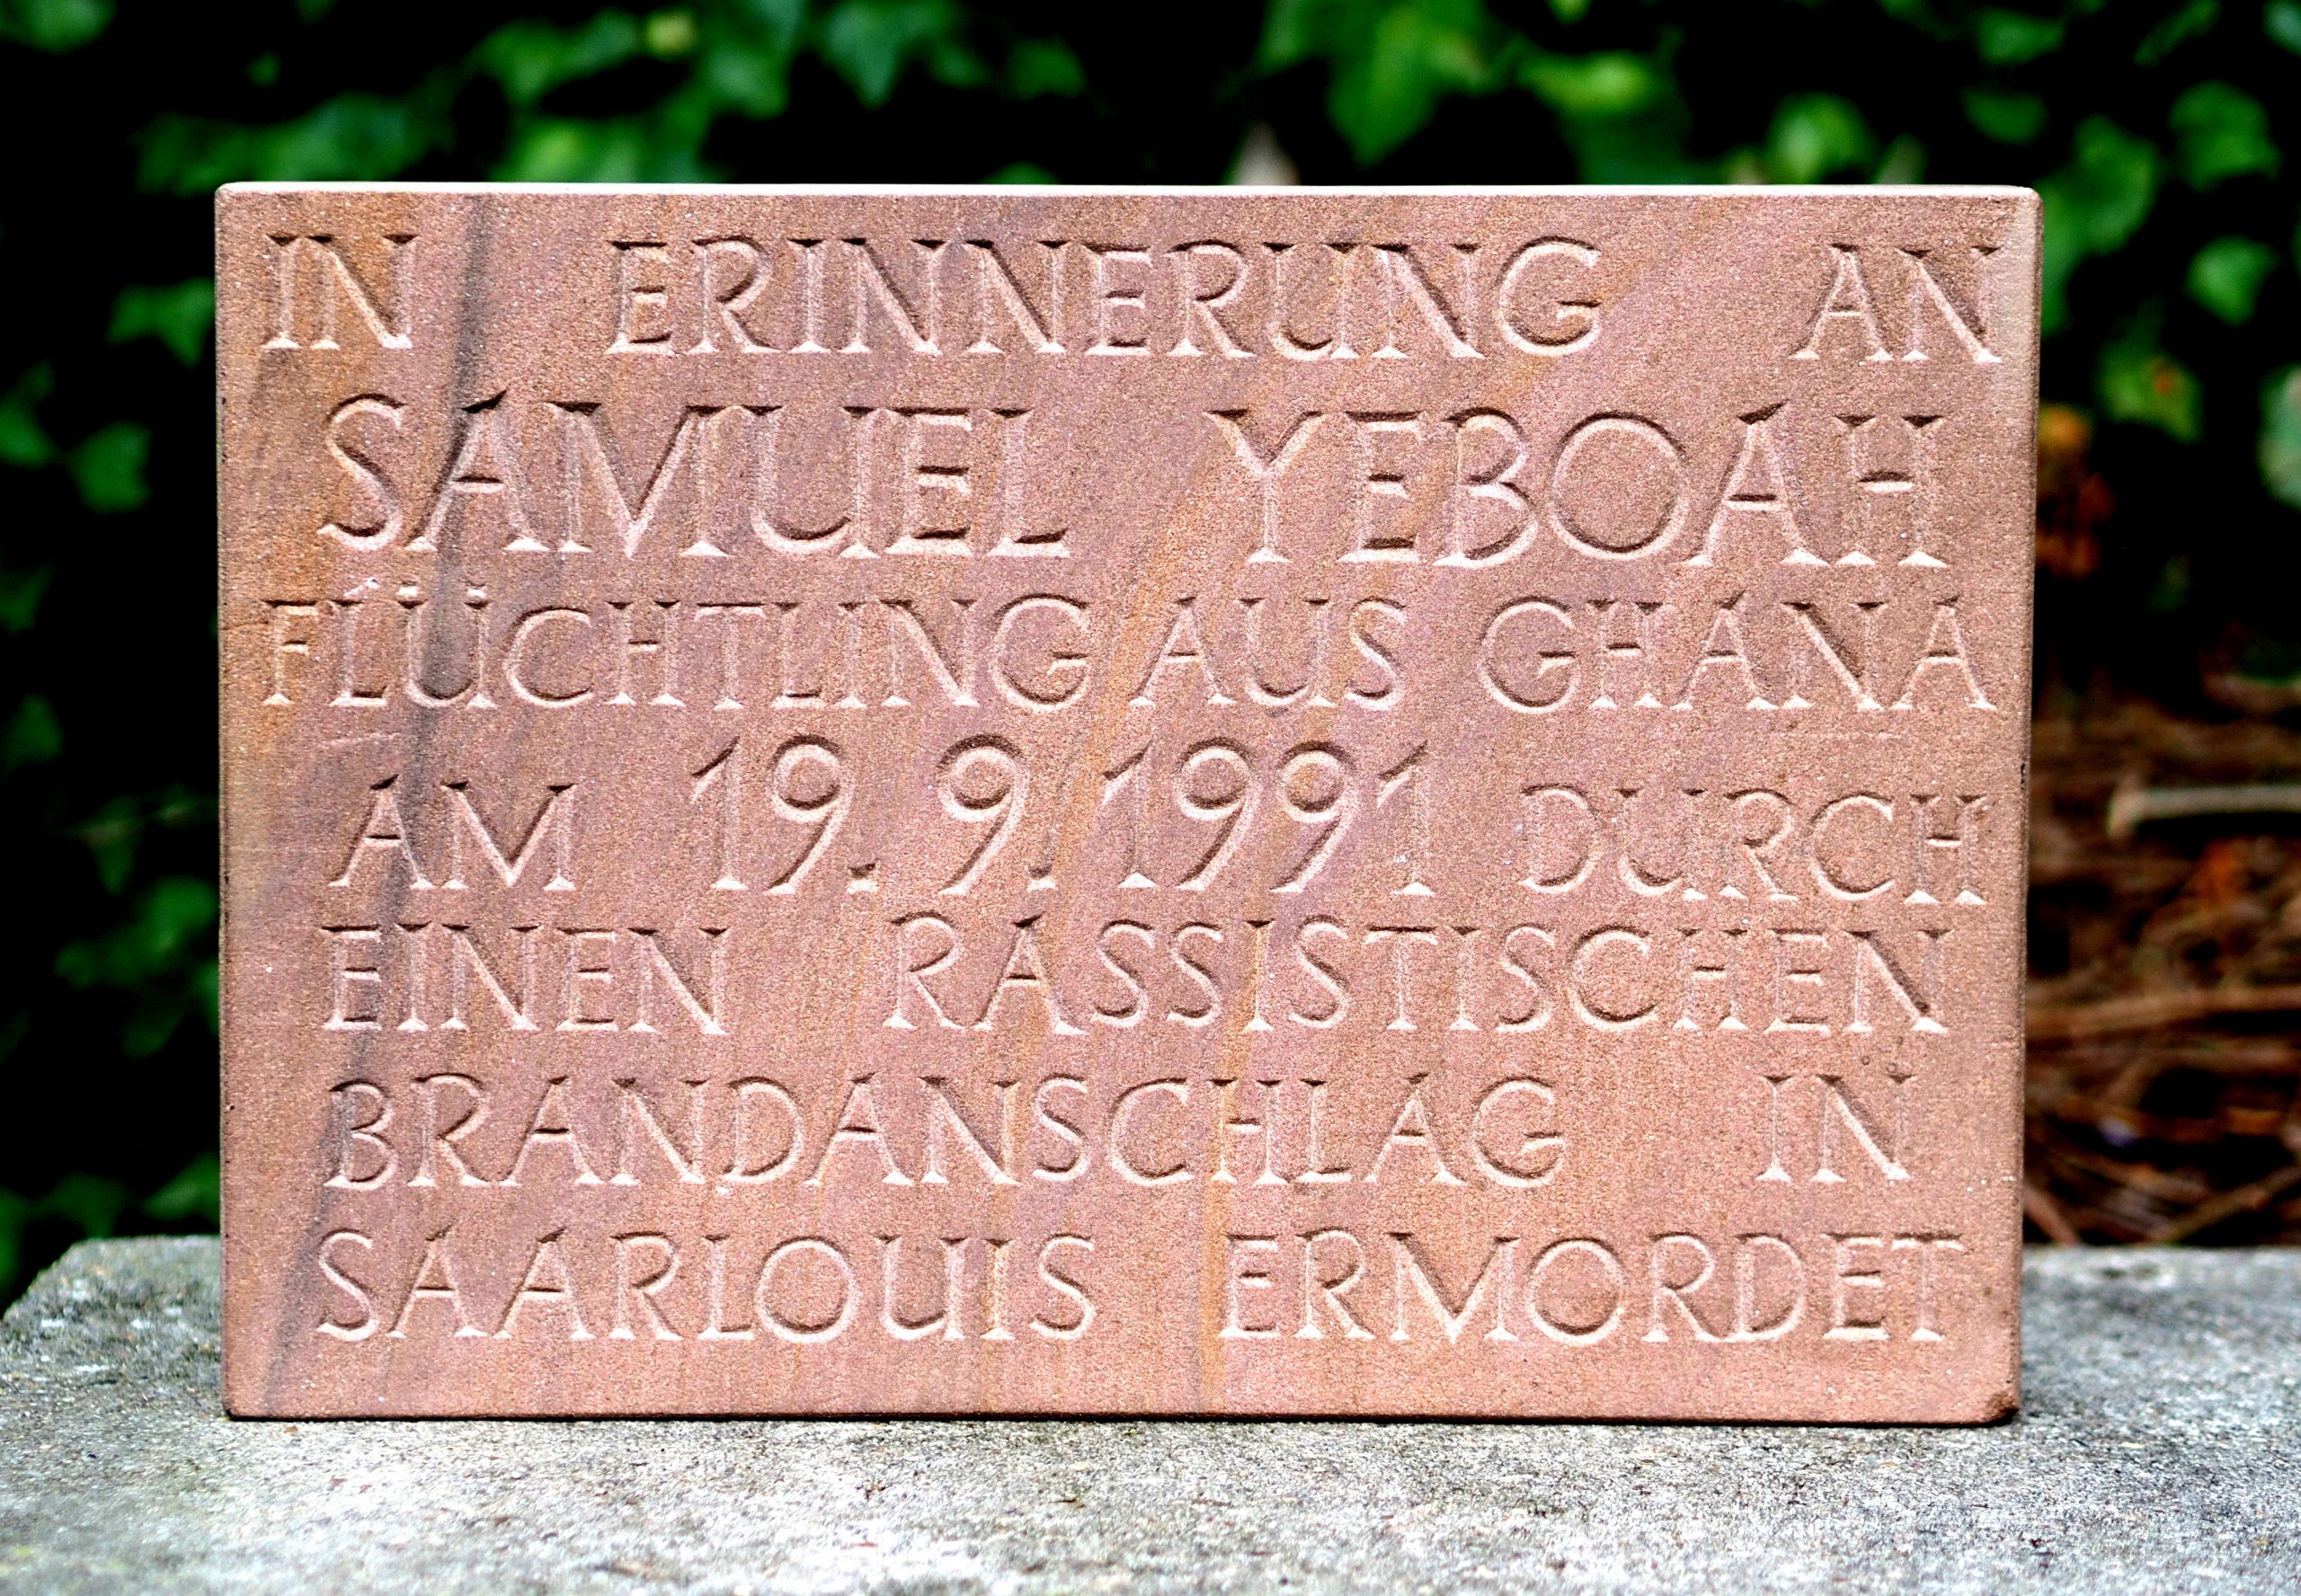 IN ERINNERUNG AN
SAMUEL YEBOAH
FLÜCHTLING AUS GHANA
AM 19.9.1991 DURCH
EINEN RASSISTISCHEN
BRANDANSCHLAG IN
SAARLOUIS ERMORDET